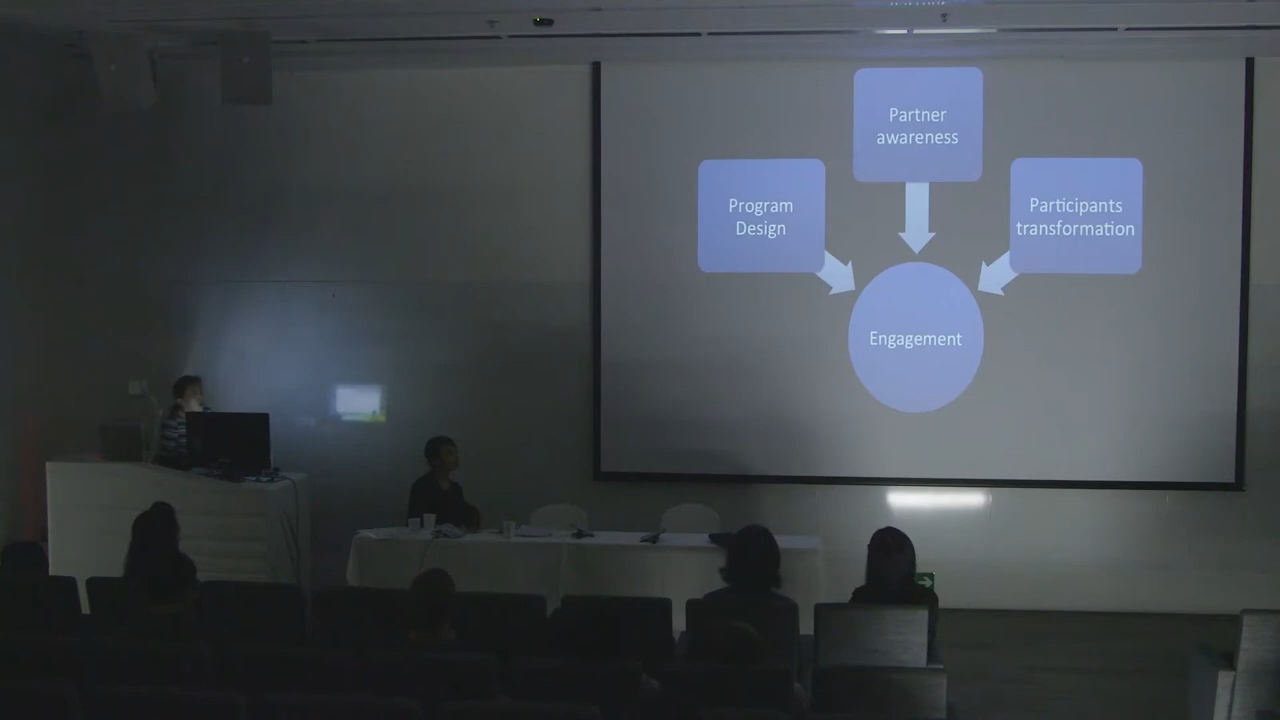 Partner
awareness
Program
Design
Participants
transformation
Engagement